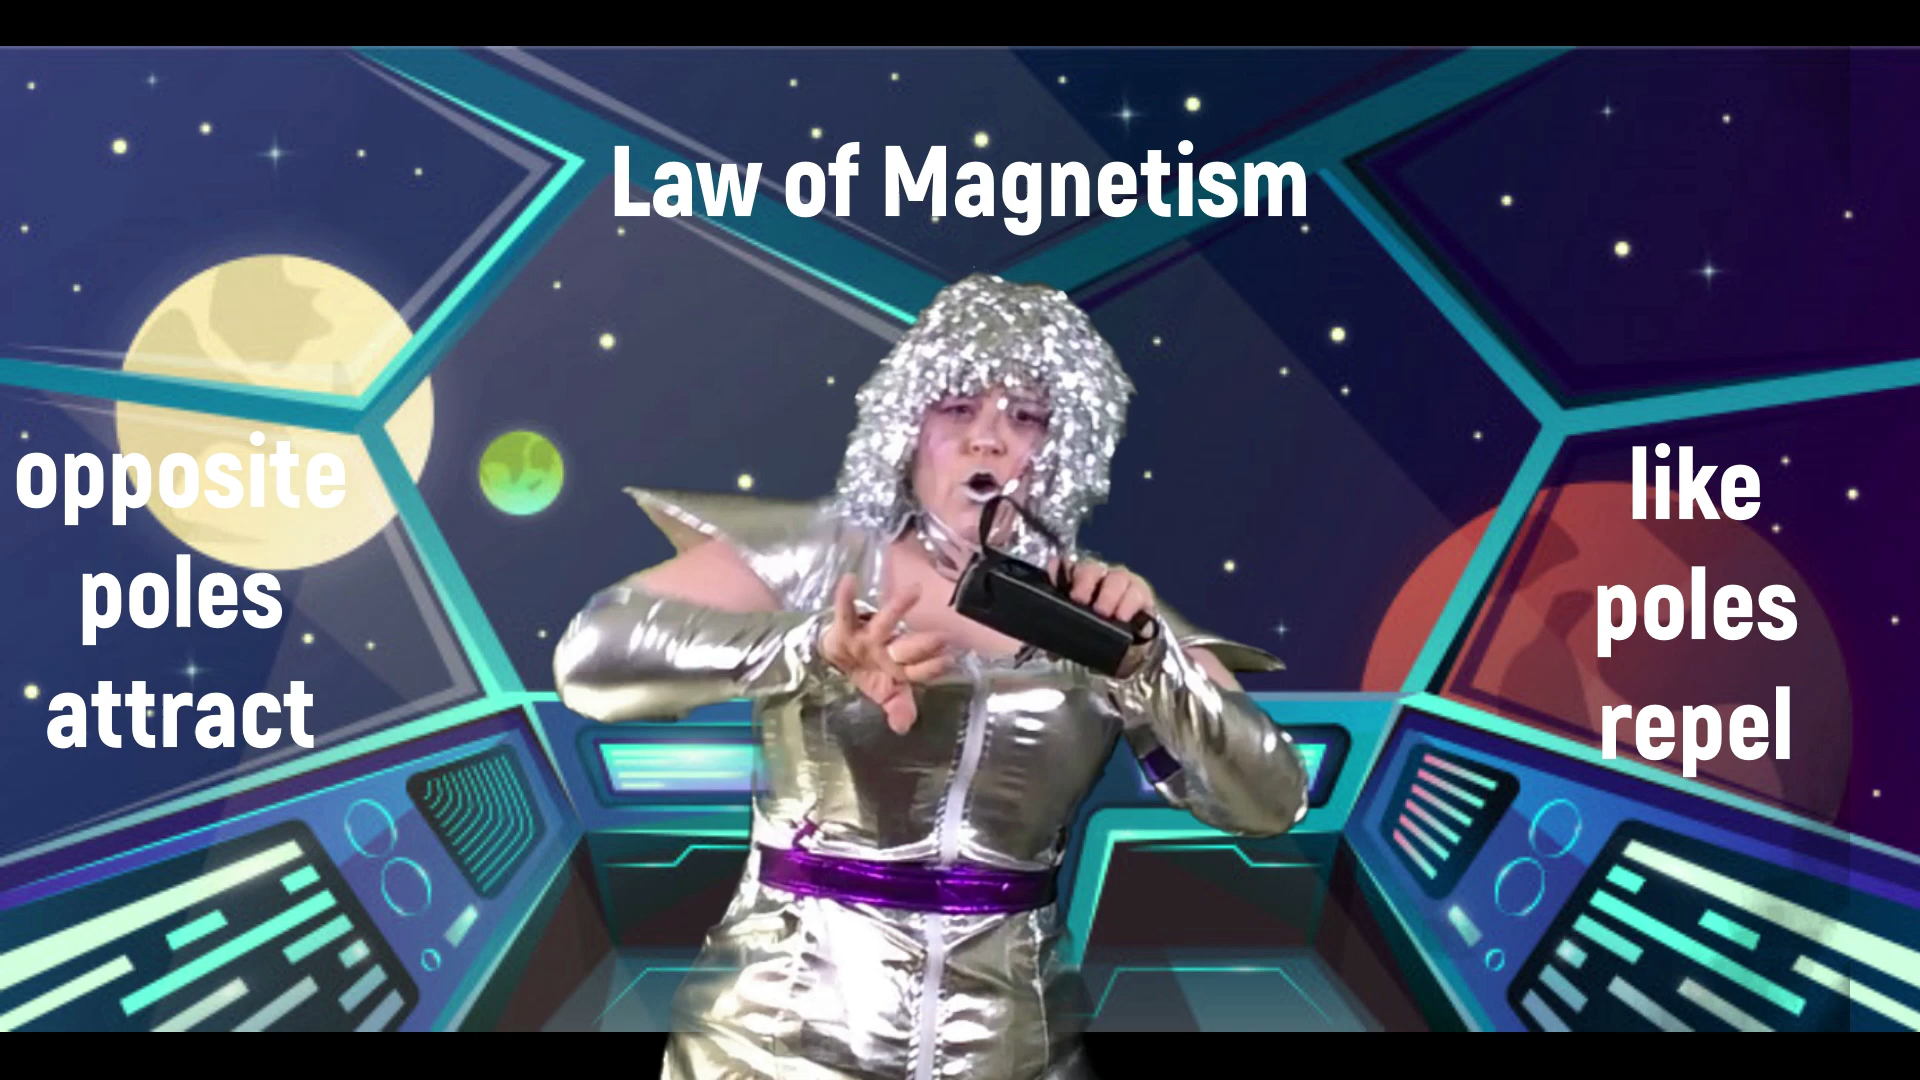 Law of Magnetism
opposite
poles
attract
like
poles
repel